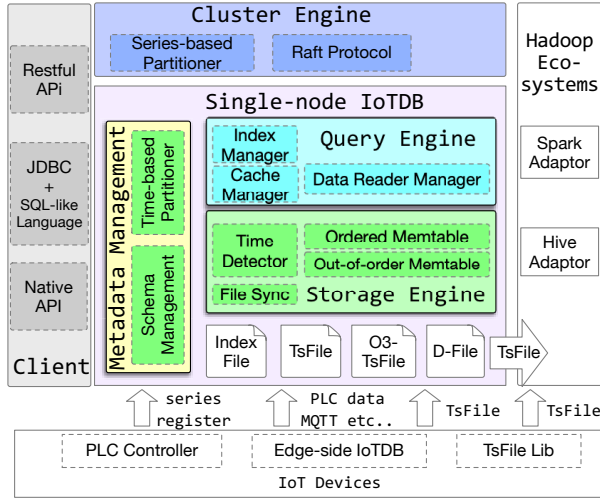 Cluster Engine
Series-based
Partitioner
Raft Protocol
Restful
APi
JDBC
+
SQL-like
Language
Native
API
Client
Single-node IoTDB
Metadata Management
Time-based
Partitioner
Schema
Management
Index
Manager
Query Engine
Cache
Manager
Data Reader Manager
Time
Detector
Ordered Memtable
Out-of-order Memtable
File Sync
Storage Engine
Index
File
TsFile
O3-
TsFile
D-File
TsFile
Hadoop
Eco-
systems
Spark
Adaptor
Hive
Adaptor
series
register
PLC data
MQTT etc..
TsFile
TsFile
PLC Controller
Edge-side IoTDB
TsFile Lib
IoT Devices